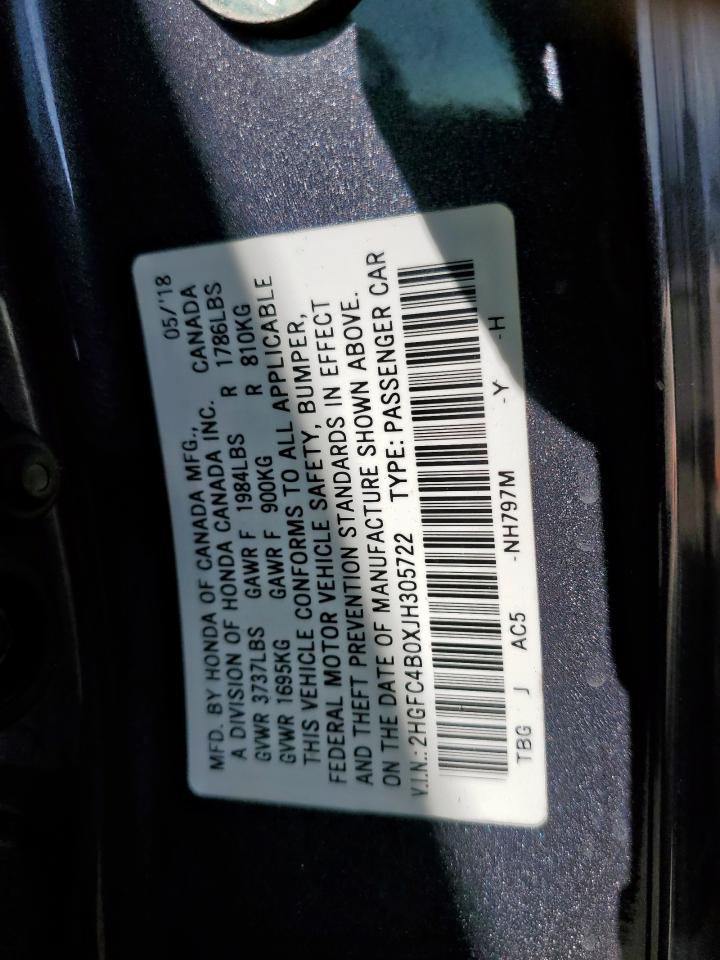 05/'18
MFD. BY HONDA OF CANADA MFG.,
A DIVISION OF HONDA CANADA INC. CANADA
GVWR 3737LBS GAWR F 1984LBS R 1786LBS
GVWR 1695KG GAWR F 900KG R 810KG
THIS VEHICLE CONFORMS TO ALL APPLICABLE
FEDERAL MOTOR VEHICLE SAFETY, BUMPER,
AND THEFT PREVENTION STANDARDS IN EFFECT
ON THE DATE OF MANUFACTURE SHOWN ABOVE.
V.I.N.: 2HGFC4B0XJH305722 TYPE: PASSENGER CAR
TBG J AC5 -NH797M -Y -H